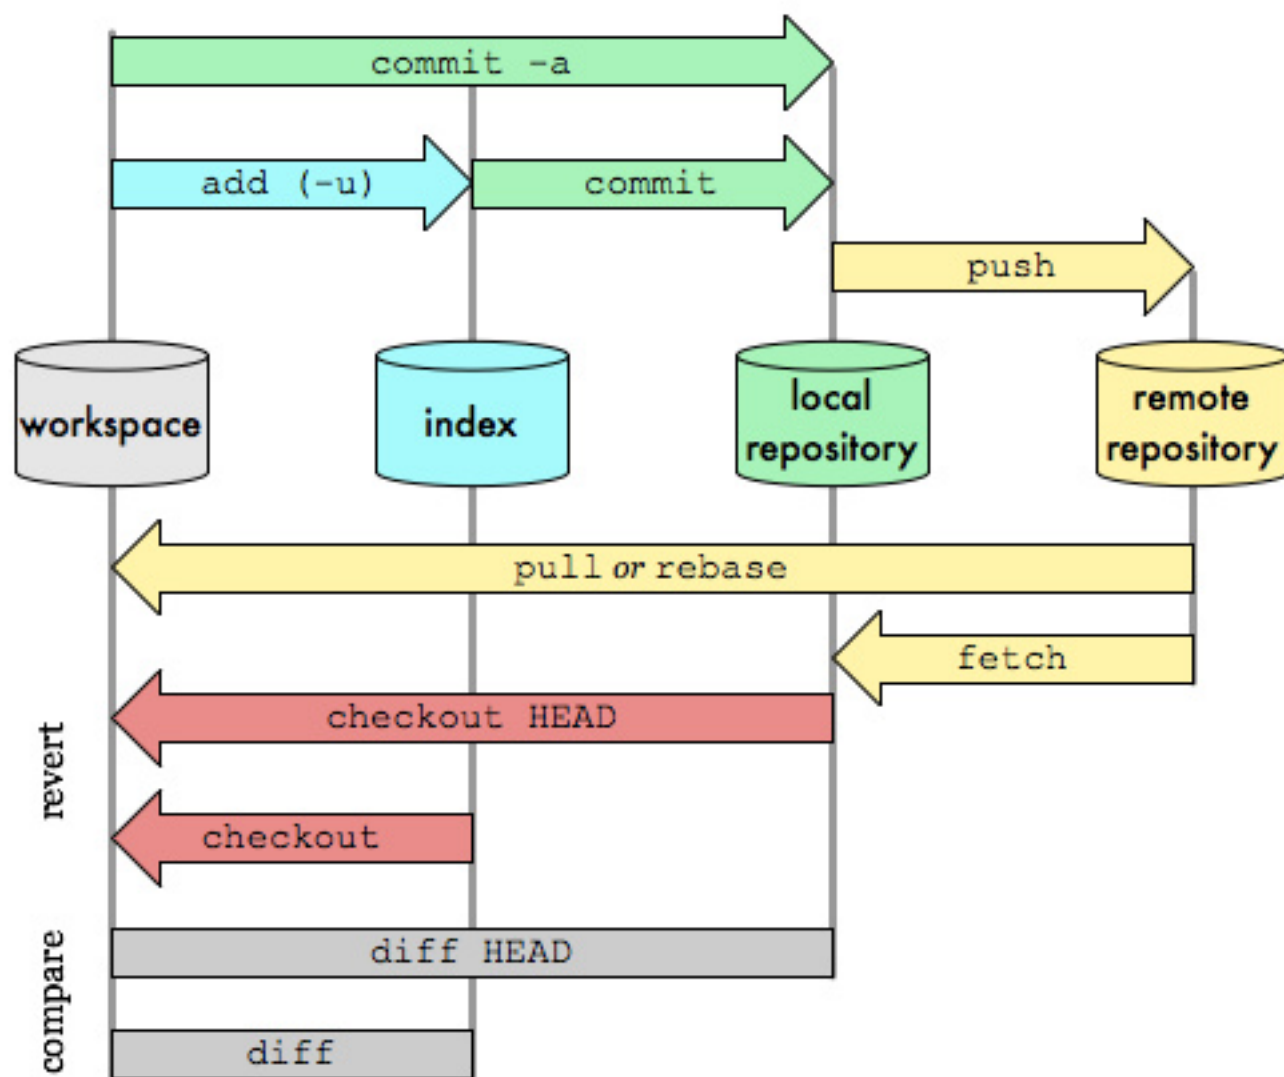 commit -a
add (-u)
commit
push
workspace
index
local
repository
remote
repository
pull or rebase
fetch
revert
checkout HEAD
checkout
compare
diff HEAD
diff